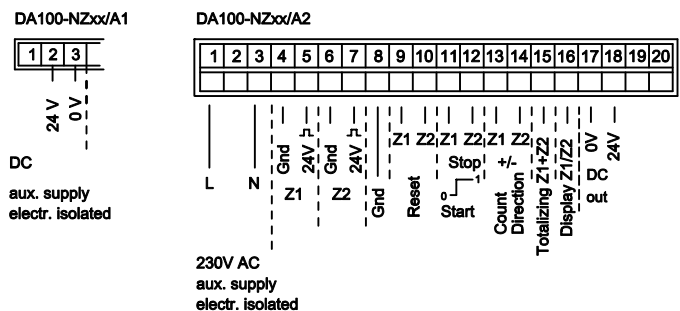 DA100-NZxx/A1
1 2 3
24 V
0 V
DC
aux. supply
electr. isolated
DA100-NZxx/A2
1 2 3 4 5 6 7 8 9 10 11 12 13 14 15 16 17 18 19 20
L
N
Gnd
24V
Z1
Gnd
24V
Z2
Gnd
Z1 Z2
Reset
Z1 Z2
Stop
0 1
Start
Z1 Z2
+/-
Count
Direction
Totalizing Z1+Z2
Display Z1/Z2
0V
24V
DC
out
230V AC
aux. supply
electr. isolated